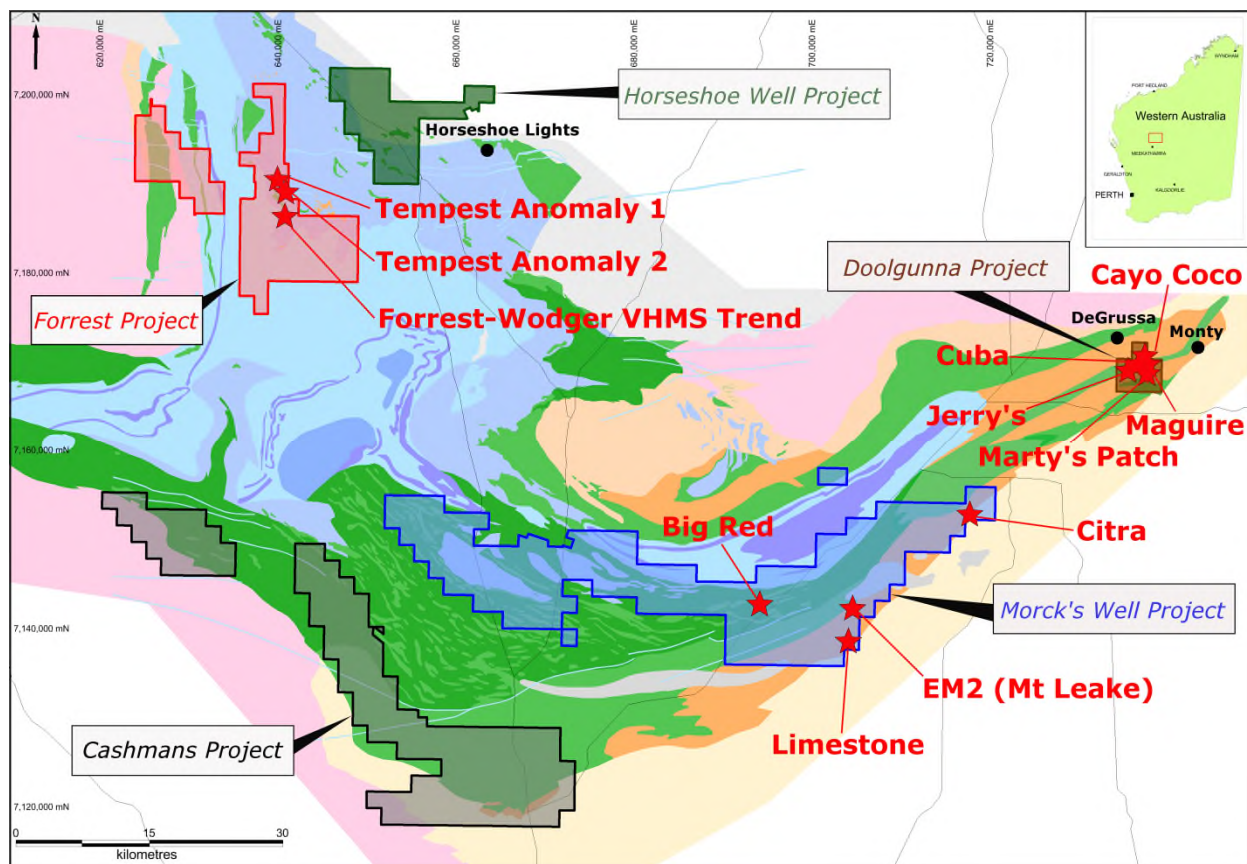 N
620,000 mE
640,000 mE
660,000 mE
680,000 mE
700,000 mE
720,000 mE
7,200,000 mN
7,180,000 mN
7,160,000 mN
7,140,000 mN
7,120,000 mN
WYNDHAM
PORT HEDLAND
Western Australia
MEEKATHARRA
GERALDTON
KALGOORLIE
PERTH
Horseshoe Well Project
Horseshoe Lights
Tempest Anomaly 1
Tempest Anomaly 2
Forrest-Wodger VHMS Trend
Forrest Project
Doolgunna Project
Cayo Coco
DeGrussa
Monty
Cuba
Jerry's
Maguire
Marty's Patch
Big Red
Citra
Morck's Well Project
EM2 (Mt Leake)
Limestone
Cashmans Project
0 15 30
kilometres